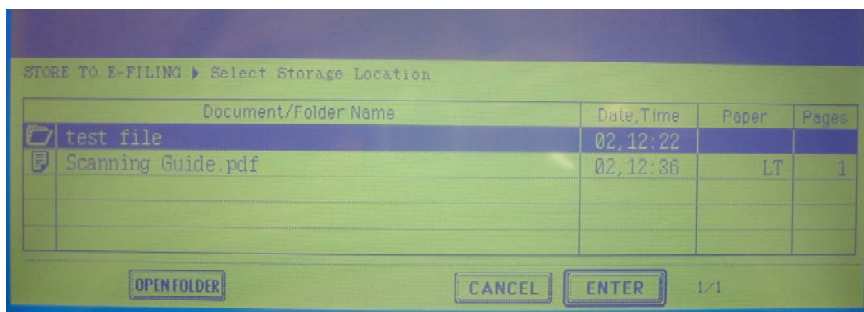 STORE TO E-FILING ▶ Select Storage Location
Document/Folder Name Date,Time Paper Pages
test file 02,12:22
Scanning Guide.pdf 02,12:36 LT 1
OPEN FOLDER CANCEL ENTER 1/1